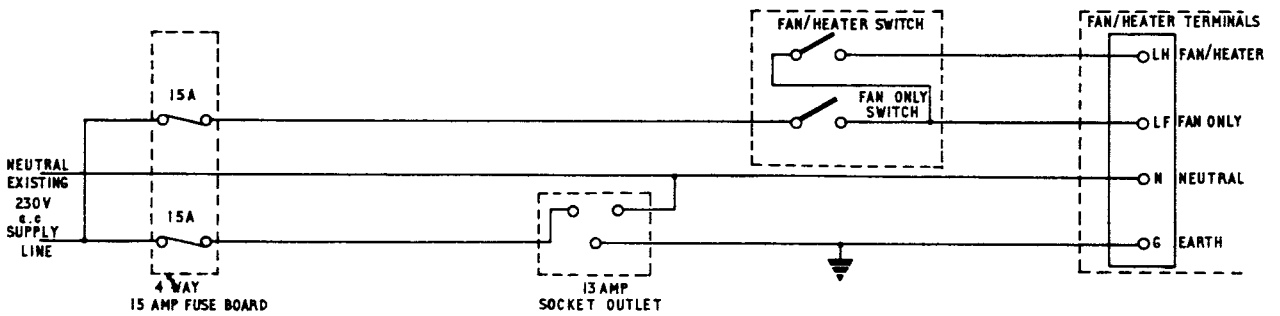 FAN/HEATER SWITCH
FAN/HEATER TERMINALS
LH FAN/HEATER
15A
FAN ONLY
SWITCH
LF FAN ONLY
NEUTRAL
EXISTING
230V
a.c
SUPPLY
LINE
N NEUTRAL
15A
G EARTH
4 WAY
15 AMP FUSE BOARD
13 AMP
SOCKET OUTLET